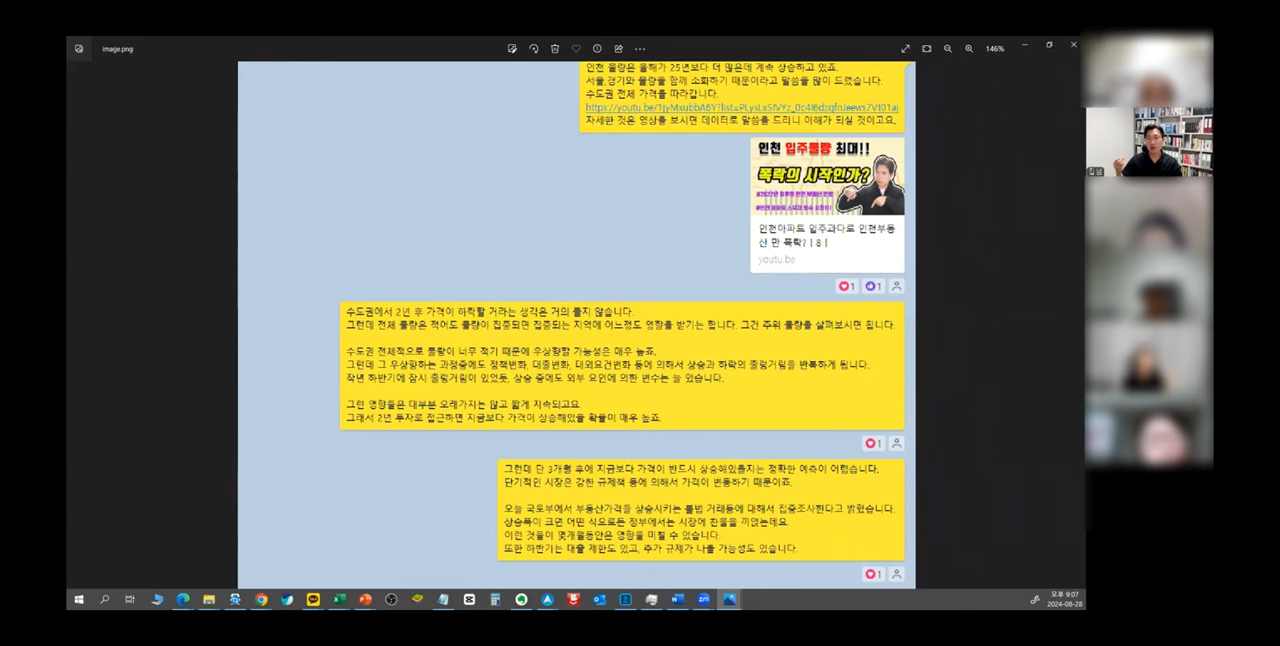 image.png
146%
인천 물량은 올해가 25년보다 더 많은데 계속 상승하고 있죠.
서울,경기와 물량을 함께 소화하기 때문이라고 말씀을 많이 드렸습니다.
수도권 전체 가격을 따라갑니다.
자세한 것은 영상을 보시면 데이터로 말씀을 드리니 이해가 되실 것이고요.
인천 입주물량 최대!!
폭락의 시작인가?
인천아파트 입주과다로 인천부동
산 만 폭락? | 8 |
youtu.be
1 1
수도권에서 2년 후 가격이 하락할 거라는 생각은 거의 들지 않습니다.
그런데 전체 물량은 적어도 물량이 집중되면 집중되는 지역에 어느정도 영향을 받기는 합니다. 그건 주위 물량을 살펴보시면 됩니다.
수도권 전체적으로 물량이 너무 적기 때문에 우상향할 가능성은 매우 높죠.
그런데 그 우상향하는 과정중에도 정책변화, 대출변화, 대외요건변화 등에 의해서 상승과 하락의 출렁거림을 반복하게 됩니다.
작년 하반기에 잠시 출렁거림이 있었듯, 상승 중에도 외부 요인에 의한 변수는 늘 있습니다.
그런 영향들은 대부분 오래가지는 않고 짧게 지속되고요.
그래서 2년 투자로 접근하면 지금보다 가격이 상승해있을 확률이 매우 높죠.
1
그런데 단 3개월 후에 지금보다 가격이 반드시 상승해있을지는 정확한 예측이 어렵습니다.
단기적인 시장은 강한 규제책 등에 의해서 가격이 변동하기 때문이죠.
오늘 국토부에서 부동산가격을 상승시키는 불법 거래등에 대해서 집중조사한다고 밝혔습니다.
상승폭이 크면 어떤 식으로든 정부에서는 시장에 찬물을 끼얹는데요.
이런 것들이 몇개월동안은 영향을 미칠 수 있습니다.
또한 하반기는 대출 제한도 있고, 추가 규제가 나올 가능성도 있습니다.
1
오후 9:07
2024-08-28